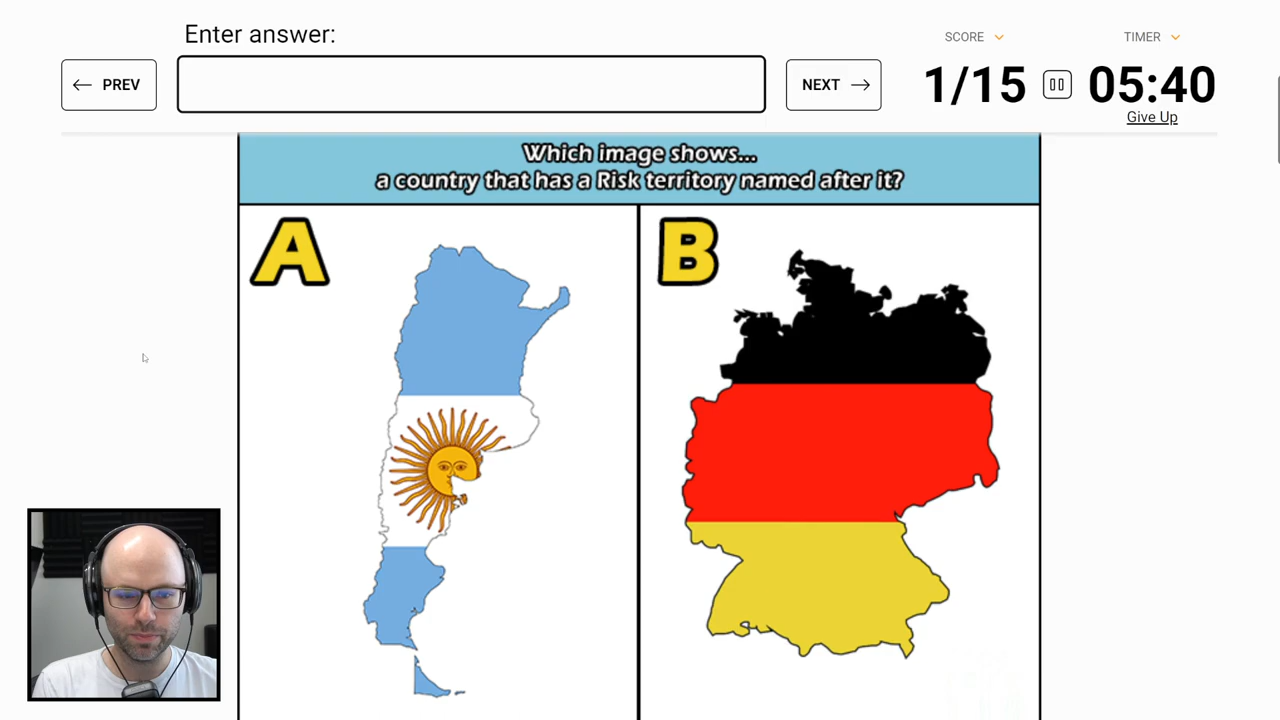 Enter answer:
PREV
NEXT
SCORE
1/15
TIMER
05:40
Give Up
Which image shows...
a country that has a Risk territory named after it?
A
B